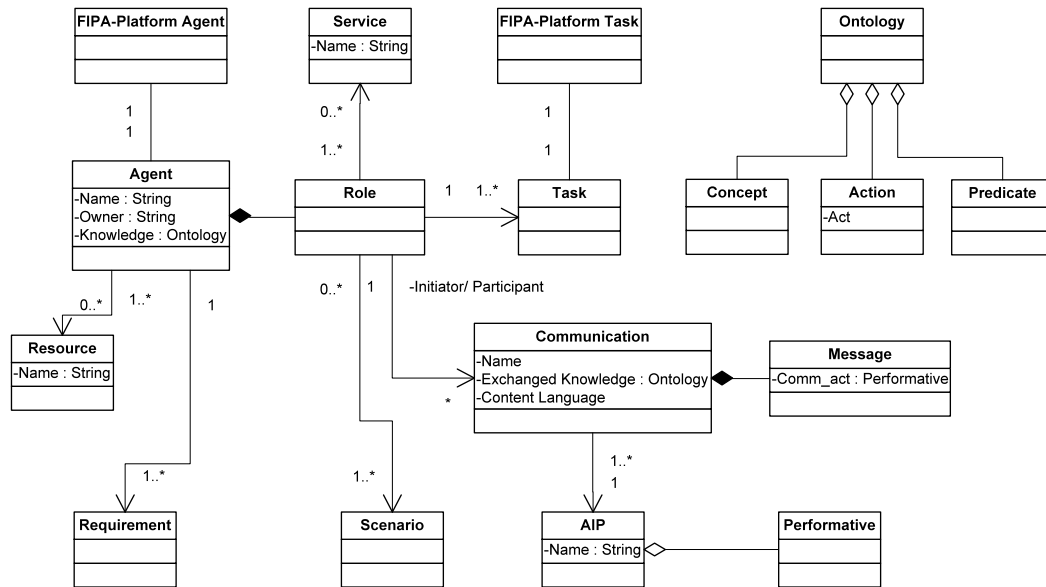 FIPA-Platform Agent
Service
-Name : String
FIPA-Platform Task
Ontology
1
1
0..*
1..*
1
1
Agent
-Name : String
-Owner : String
-Knowledge : Ontology
Role
1
1..*
Task
Concept
Action
-Act
Predicate
0..*
1..*
1
0..*
1
-Initiator/ Participant
Resource
-Name : String
Communication
-Name
-Exchanged Knowledge : Ontology
-Content Language
*
Message
-Comm_act : Performative
1..*
1..*
1..*
1
Requirement
Scenario
AIP
-Name : String
Performative